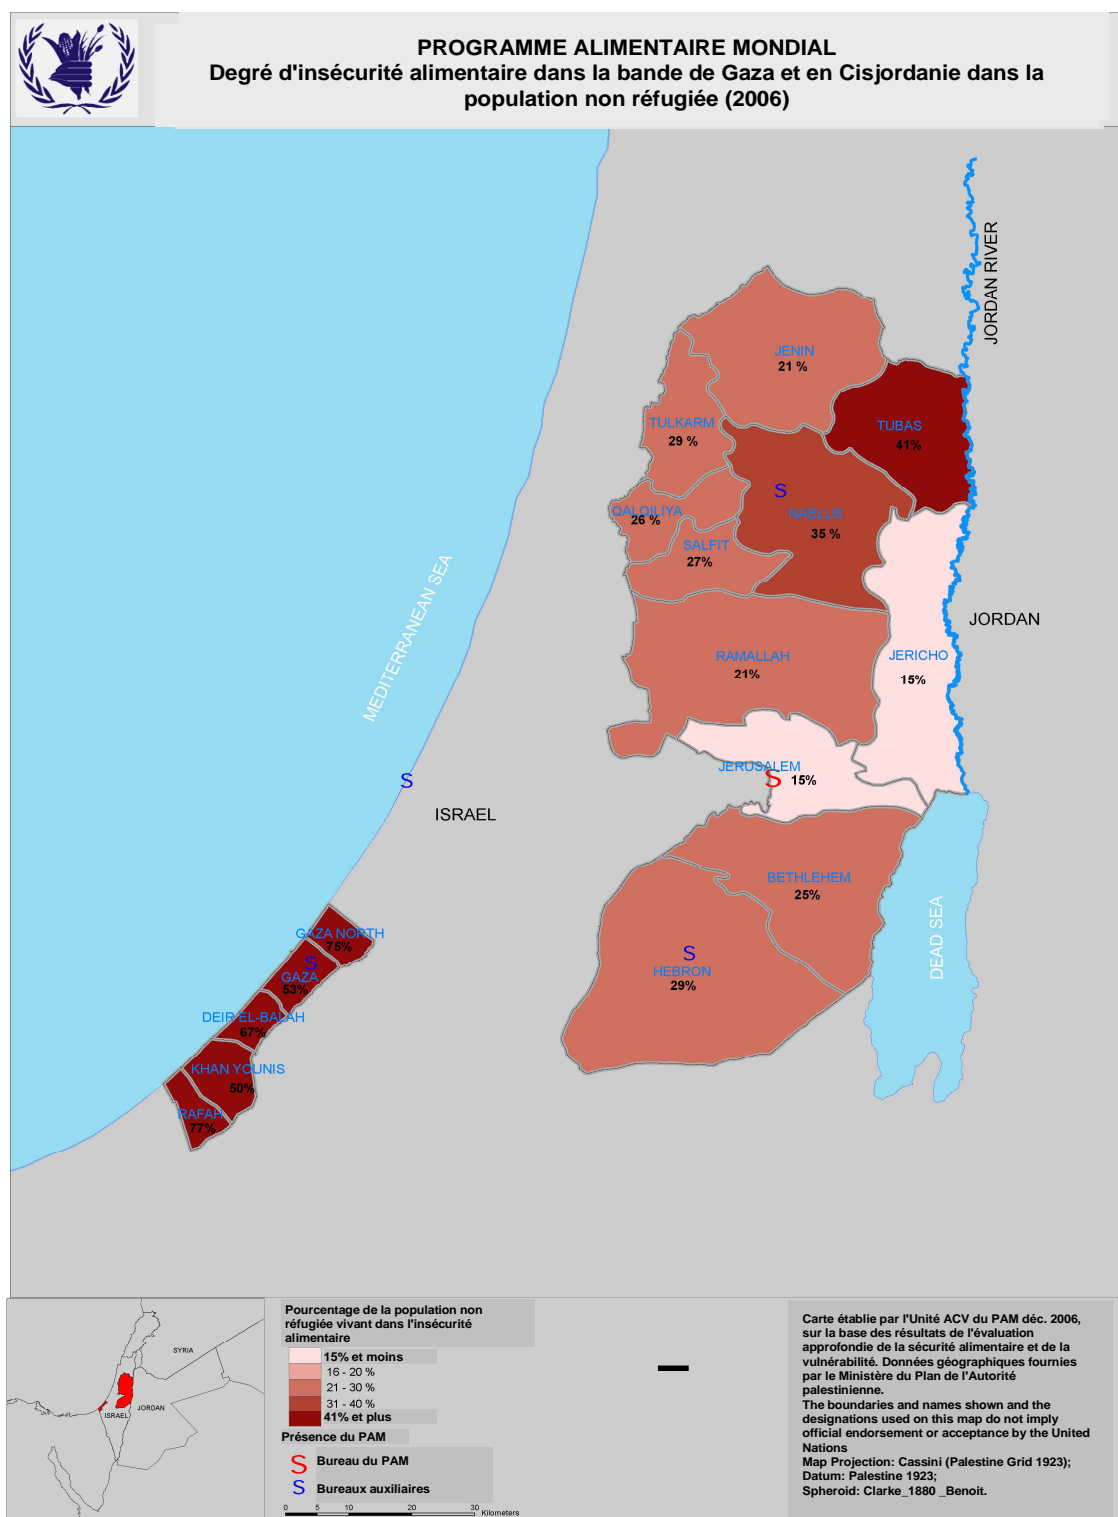 PROGRAMME ALIMENTAIRE MONDIAL
Degré d'insécurité alimentaire dans la bande de Gaza et en Cisjordanie dans la
population non réfugiée (2006)
JORDAN RIVER
JENIN
21 %
TUBAS
41%
TULKARM
29 %
S
QALQILIYA
26 %
NABLUS
35 %
SALFIT
27%
MEDITERRANEAN SEA
JORDAN
RAMALLAH
21%
JERICHO
15%
JERUSALEM
S
15%
S
ISRAEL
BETHLEHEM
25%
DEAD SEA
S
HEBRON
29%
GAZA NORTH
75%
S
GAZA
53%
DEIR EL-BALAH
67%
KHAN YOUNIS
50%
RAFAH
77%
SYRIA
ISRAEL
JORDAN
Pourcentage de la population non
réfugiée vivant dans l'insécurité
alimentaire
15% et moins
16 - 20 %
21 - 30 %
31 - 40 %
41% et plus
Présence du PAM
S Bureau du PAM
S Bureaux auxiliaires
0 5 10 20 30
Kilometers
Carte établie par l'Unité ACV du PAM déc. 2006,
sur la base des résultats de l'évaluation
approfondie de la sécurité alimentaire et de la
vulnérabilité. Données géographiques fournies
par le Ministère du Plan de l'Autorité
palestinienne.
The boundaries and names shown and the
designations used on this map do not imply
official endorsement or acceptance by the United
Nations
Map Projection: Cassini (Palestine Grid 1923);
Datum: Palestine 1923;
Spheroid: Clarke_1880 _Benoit.